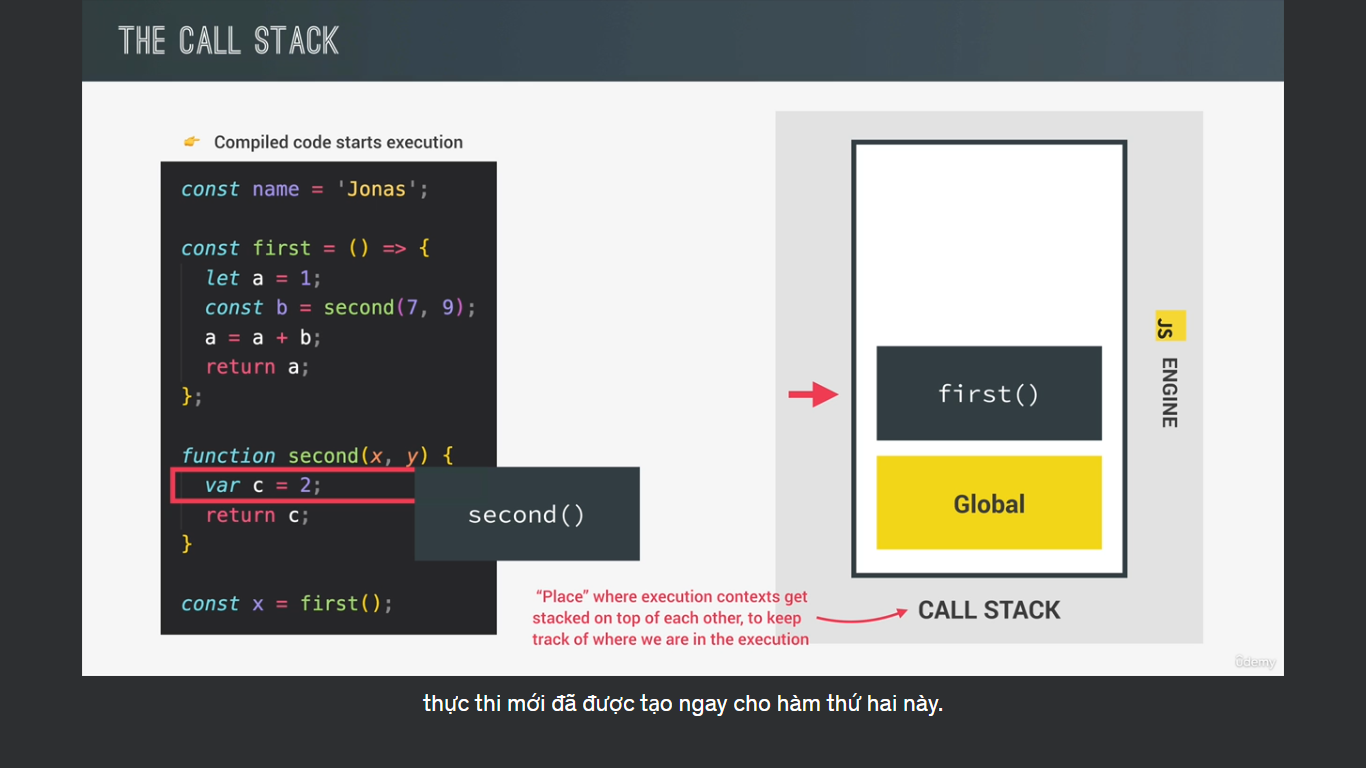 THE CALL STACK
👉 Compiled code starts execution
const name = 'Jonas';
const first = () => {
let a = 1;
const b = second(7, 9);
a = a + b;
return a;
};
function second(x, y) {
var c = 2;
return c;
}
const x = first();
second()
first()
Global
JS ENGINE
“Place” where execution contexts get
stacked on top of each other, to keep
track of where we are in the execution
CALL STACK
ûdemy
thực thi mới đã được tạo ngay cho hàm thứ hai này.